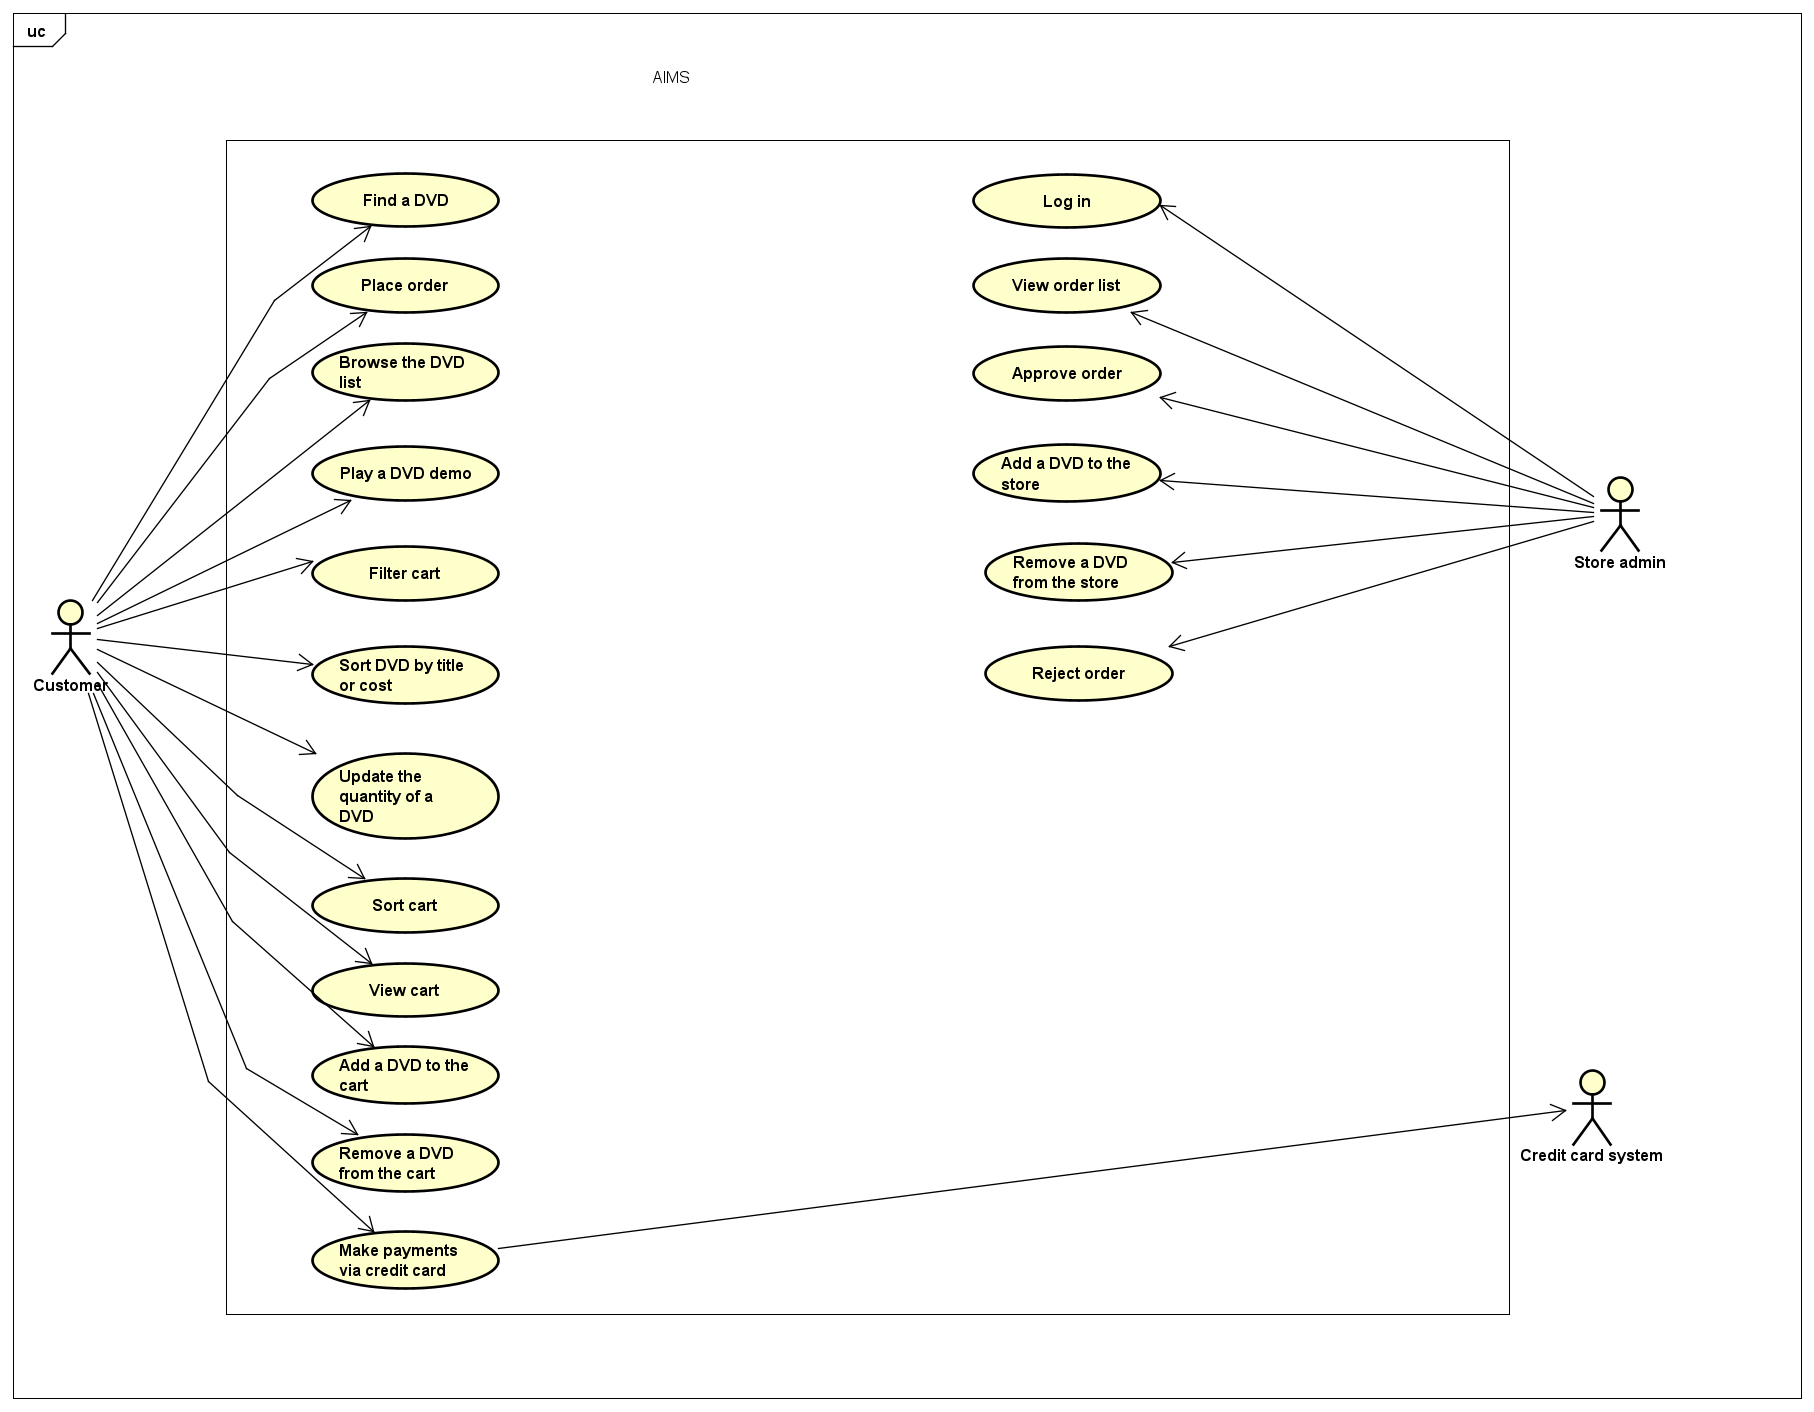 uc
AIMS
Find a DVD
Place order
Browse the DVD
list
Play a DVD demo
Filter cart
Sort DVD by title
or cost
Update the
quantity of a
DVD
Sort cart
View cart
Add a DVD to the
cart
Remove a DVD
from the cart
Make payments
via credit card
Log in
View order list
Approve order
Add a DVD to the
store
Remove a DVD
from the store
Reject order
Customer
Store admin
Credit card system